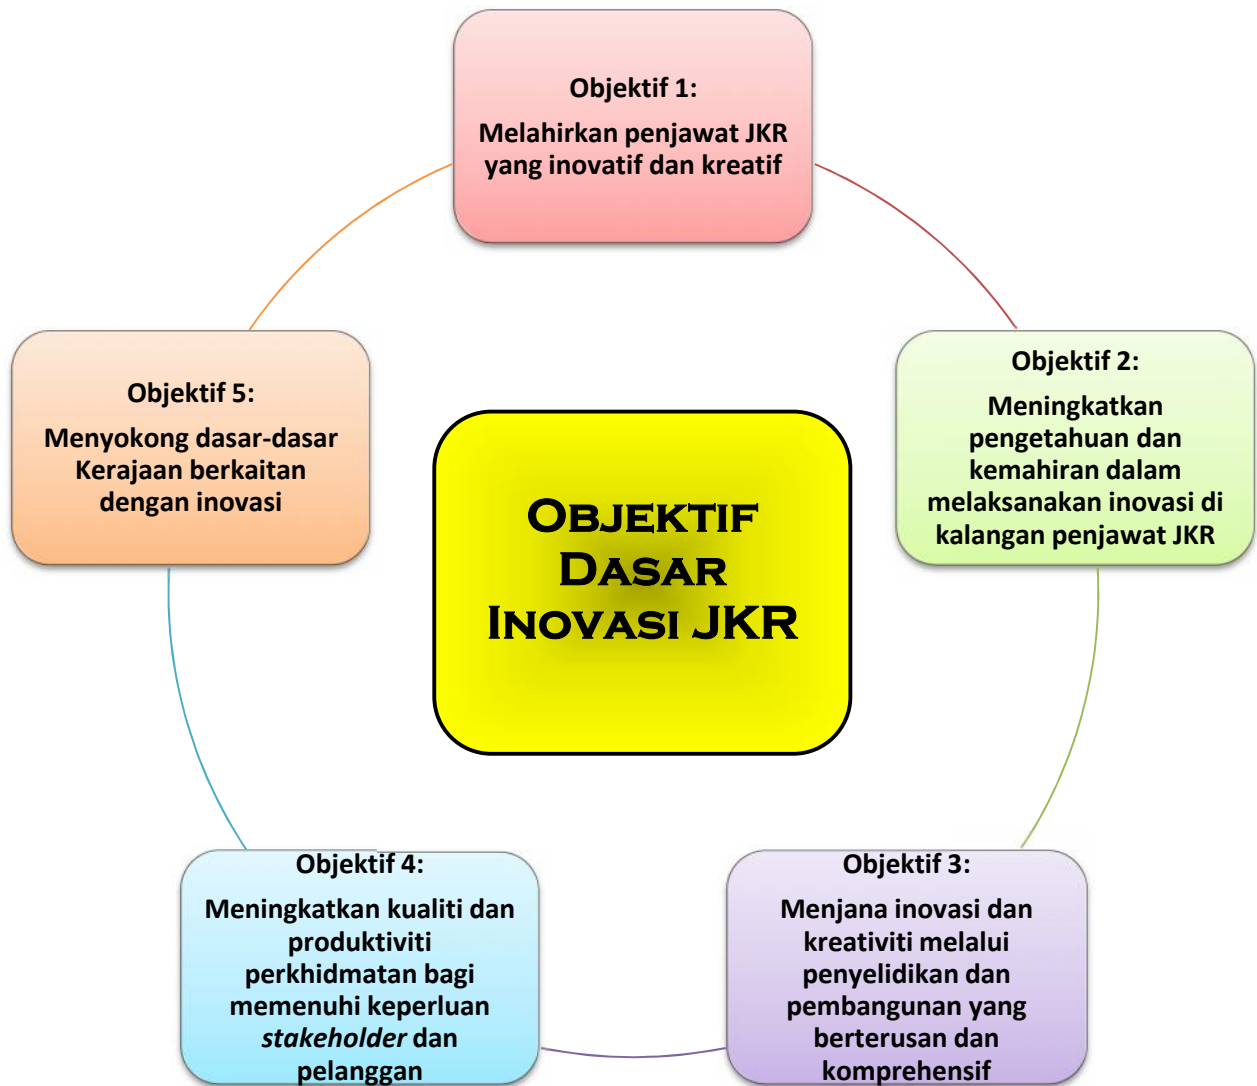 Objektif 1:
Melahirkan penjawat JKR
yang inovatif dan kreatif
Objektif 2:
Meningkatkan
pengetahuan dan
kemahiran dalam
melaksanakan inovasi di
kalangan penjawat JKR
Objektif 3:
Menjana inovasi dan
kreativiti melalui
penyelidikan dan
pembangunan yang
berterusan dan
komprehensif
Objektif 4:
Meningkatkan kualiti dan
produktiviti
perkhidmatan bagi
memenuhi keperluan
stakeholder dan
pelanggan
Objektif 5:
Menyokong dasar-dasar
Kerajaan berkaitan
dengan inovasi
OBJEKTIF
DASAR
INOVASI JKR